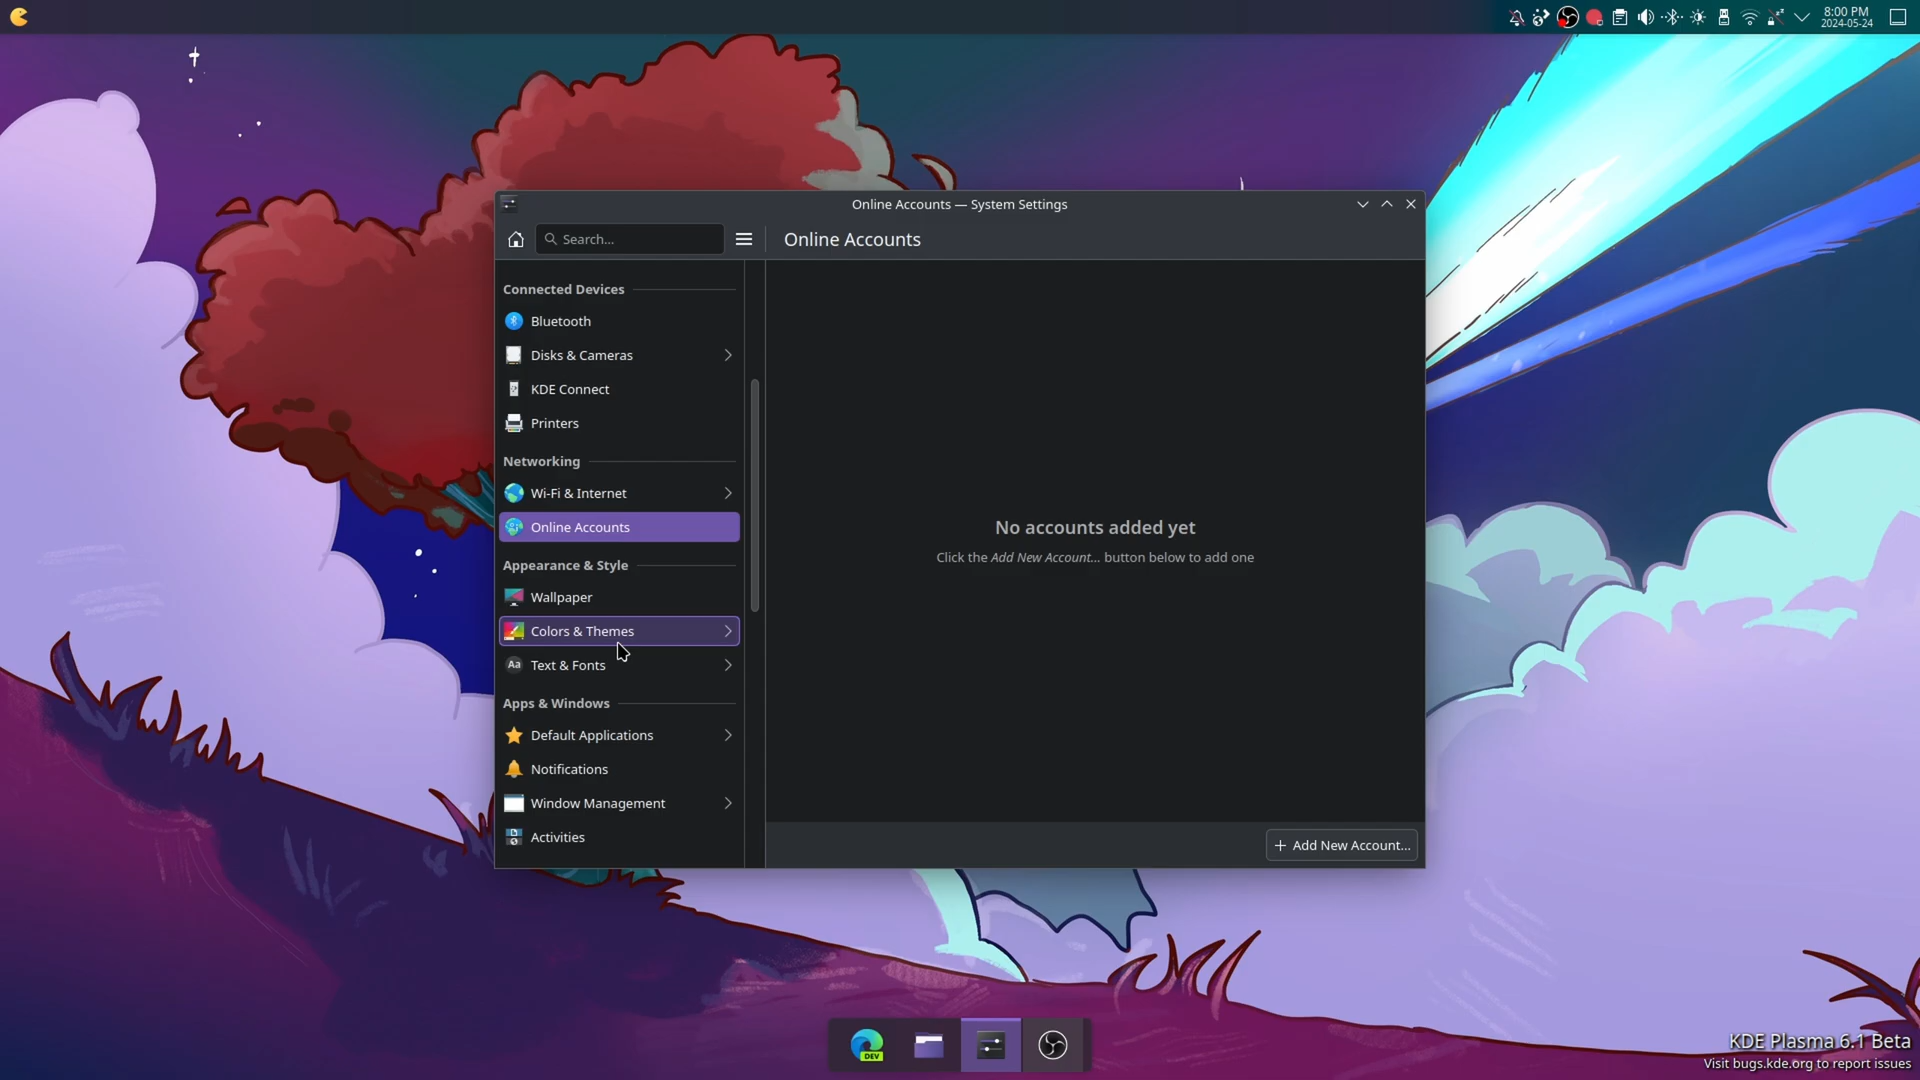 8:00 PM
2024-05-24
Online Accounts — System Settings
Search...
Online Accounts
Connected Devices
Bluetooth
Disks & Cameras
KDE Connect
Printers
Networking
Wi-Fi & Internet
Online Accounts
Appearance & Style
Wallpaper
Colors & Themes
Aa Text & Fonts
Apps & Windows
Default Applications
Notifications
Window Management
Activities
No accounts added yet
Click the Add New Account... button below to add one
+ Add New Account...
DEV
KDE Plasma 6.1 Beta
Visit bugs.kde.org to report issues